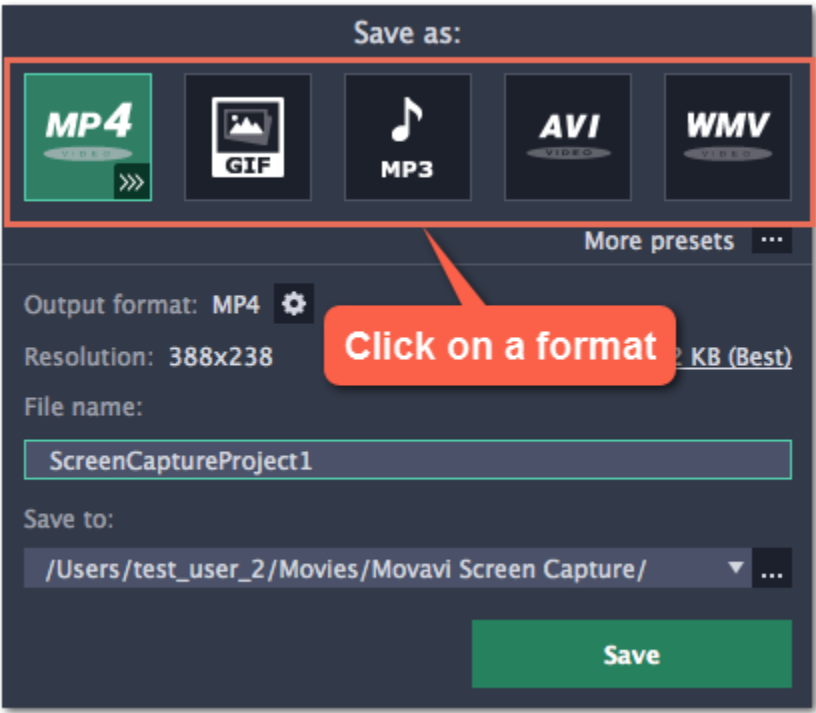 Save as:
MP4
VIDEO
GIF
MP3
AVI
VIDEO
WMV
VIDEO
More presets ...
Output format: MP4
Click on a format
Resolution: 388x238
KB (Best)
File name:
ScreenCaptureProject1
Save to:
/Users/test_user_2/Movies/Movavi Screen Capture/ ...
Save